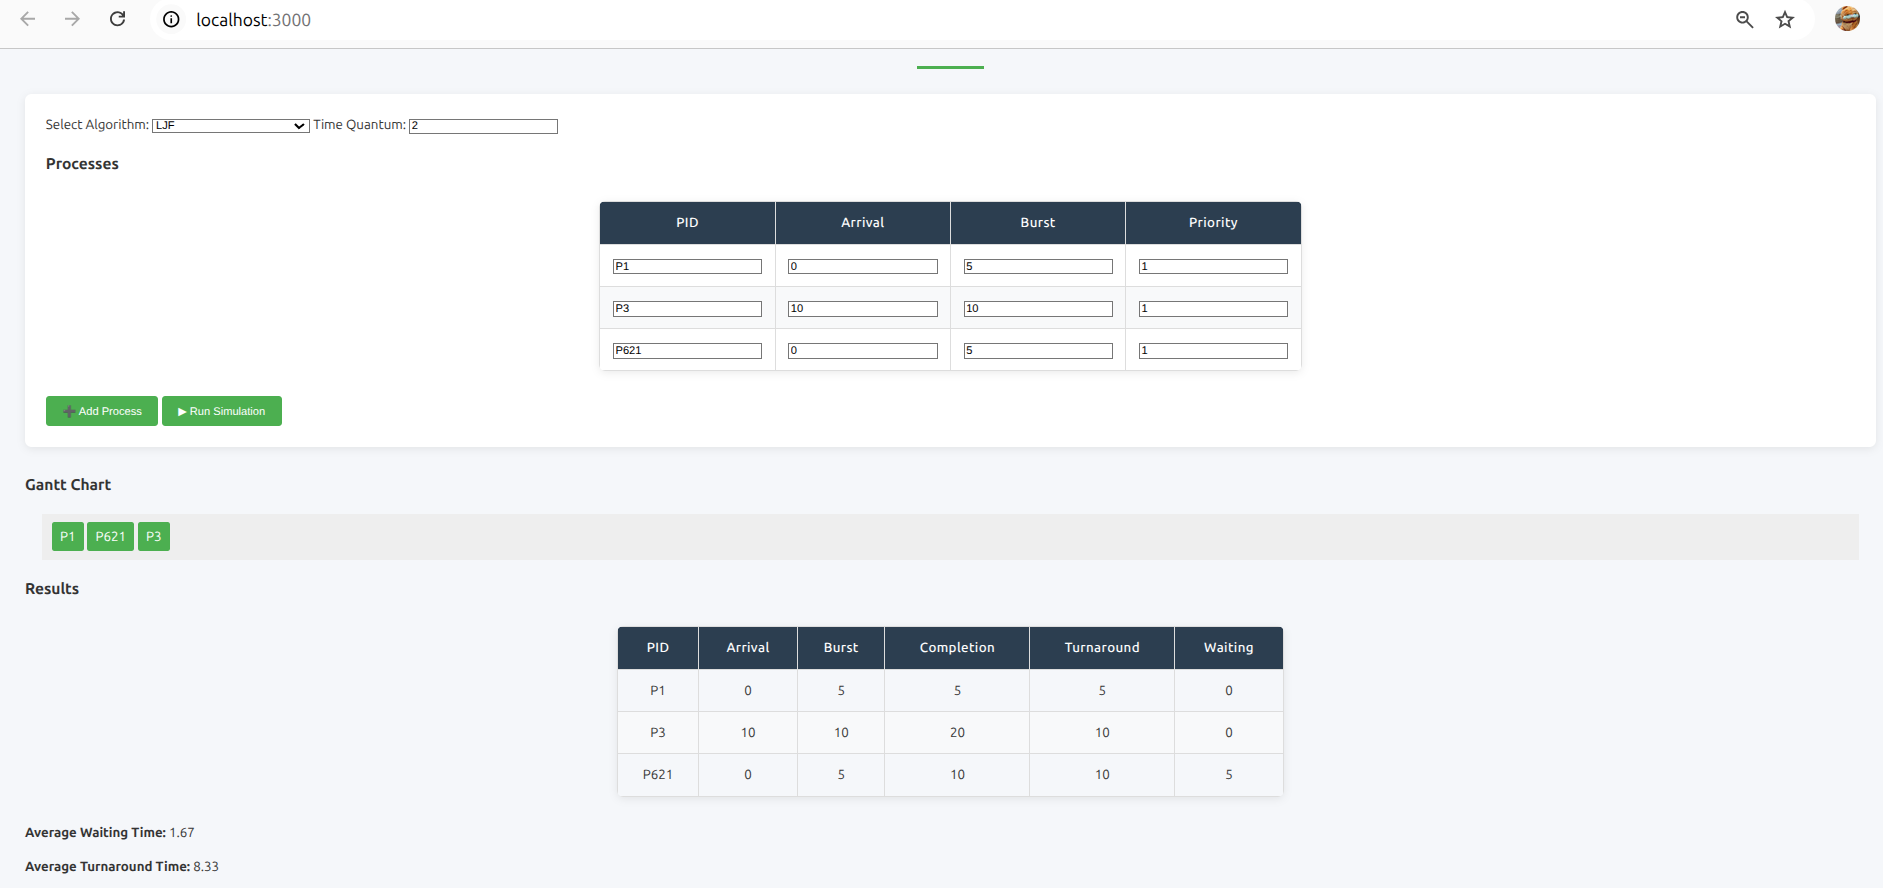 localhost:3000
Select Algorithm: LJF Time Quantum: 2
Processes
PID Arrival Burst Priority
P1 0 5 1
P3 10 10 1
P621 0 5 1
Add Process Run Simulation
Gantt Chart
P1 P621 P3
Results
PID Arrival Burst Completion Turnaround Waiting
P1 0 5 5 5 0
P3 10 10 20 10 0
P621 0 5 10 10 5
Average Waiting Time: 1.67
Average Turnaround Time: 8.33